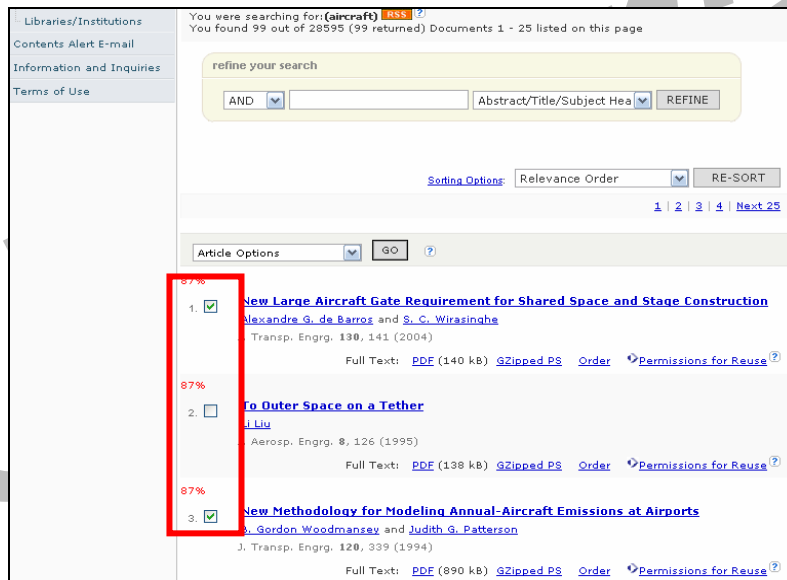 Libraries/Institutions
Contents Alert E-mail
Information and Inquiries
Terms of Use
You were searching for:(aircraft) RSS ?
You found 99 out of 28595 (99 returned) Documents 1 - 25 listed on this page
refine your search
AND Abstract/Title/Subject Hea REFINE
Sorting Options: Relevance Order RE-SORT
1 | 2 | 3 | 4 | Next 25
Article Options GO ?
87%
1. New Large Aircraft Gate Requirement for Shared Space and Stage Construction
Alexandre G. de Barros and S. C. Wirasinghe
Transp. Engrg. 130, 141 (2004)
Full Text: PDF (140 kB) GZipped PS Order Permissions for Reuse ?
87%
2. To Outer Space on a Tether
Li Liu
Aerosp. Engrg. 8, 126 (1995)
Full Text: PDF (138 kB) GZipped PS Order Permissions for Reuse ?
87%
3. New Methodology for Modeling Annual-Aircraft Emissions at Airports
Gordon Woodmansey and Judith G. Patterson
J. Transp. Engrg. 120, 339 (1994)
Full Text: PDF (890 kB) GZipped PS Order Permissions for Reuse ?